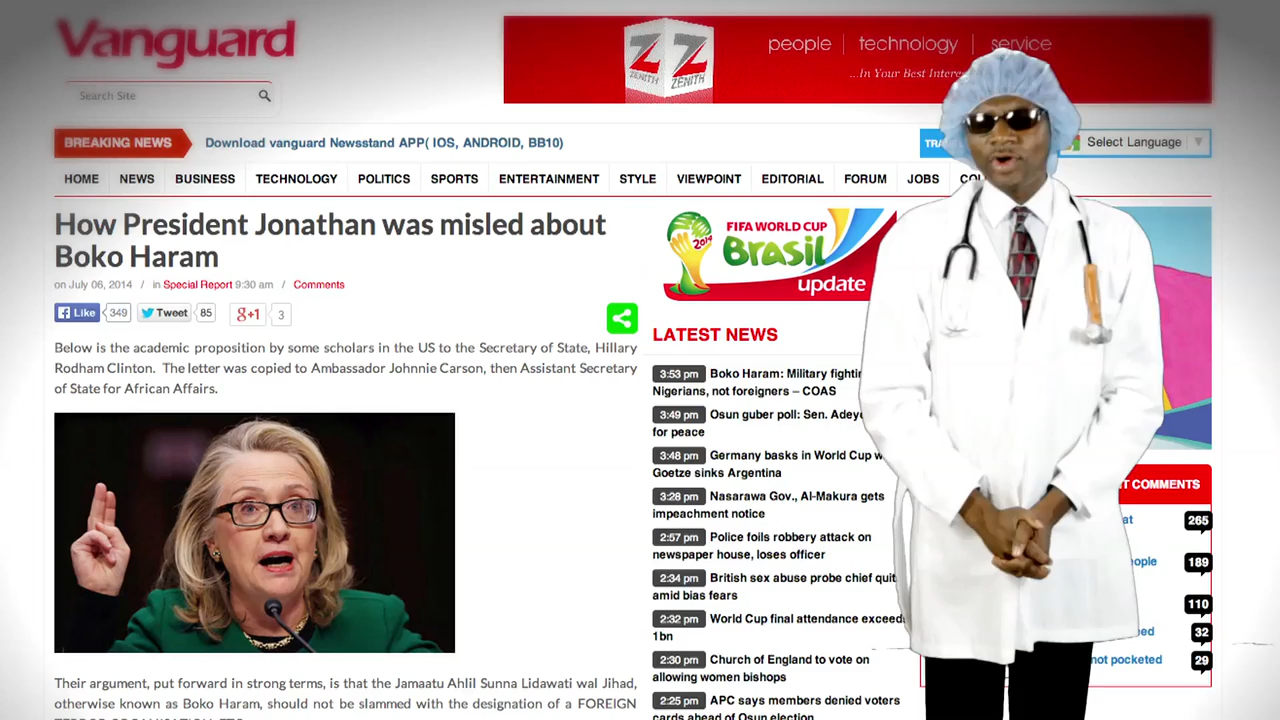 Vanguard
Search Site
ZENITH
ZENITH
people
technology
service
...In Your Best
BREAKING NEWS
Download vanguard Newsstand APP( IOS, ANDROID, BB10)
Select Language
HOME NEWS BUSINESS TECHNOLOGY POLITICS SPORTS ENTERTAINMENT STYLE VIEWPOINT EDITORIAL FORUM JOBS
How President Jonathan was misled about
Boko Haram
on July 06, 2014 / in Special Report 9:30 am / Comments
Like 349 Tweet 85 g+1 3
Below is the academic proposition by some scholars in the US to the Secretary of State, Hillary
Rodham Clinton. The letter was copied to Ambassador Johnnie Carson, then Assistant Secretary
of State for African Affairs.
Their argument, put forward in strong terms, is that the Jamaatu Ahlil Sunna Lidawati wal Jihad,
otherwise known as Boko Haram, should not be slammed with the designation of a FOREIGN
2014
FIFA WORLD CUP
Brasil
update
LATEST NEWS
3:53 pm Boko Haram: Military fightin
Nigerians, not foreigners – COAS
3:49 pm Osun guber poll: Sen. Adeye
for peace
3:48 pm Germany basks in World Cup w
Goetze sinks Argentina
3:28 pm Nasarawa Gov., Al-Makura gets
impeachment notice
2:57 pm Police foils robbery attack on
newspaper house, loses officer
2:34 pm British sex abuse probe chief quit
amid bias fears
2:32 pm World Cup final attendance exceeds
1bn
2:30 pm Church of England to vote on
allowing women bishops
2:25 pm APC says members denied voters
cards ahead of Osun election
T COMMENTS
at 265
ople 189
110
eed 32
not pocketed 29